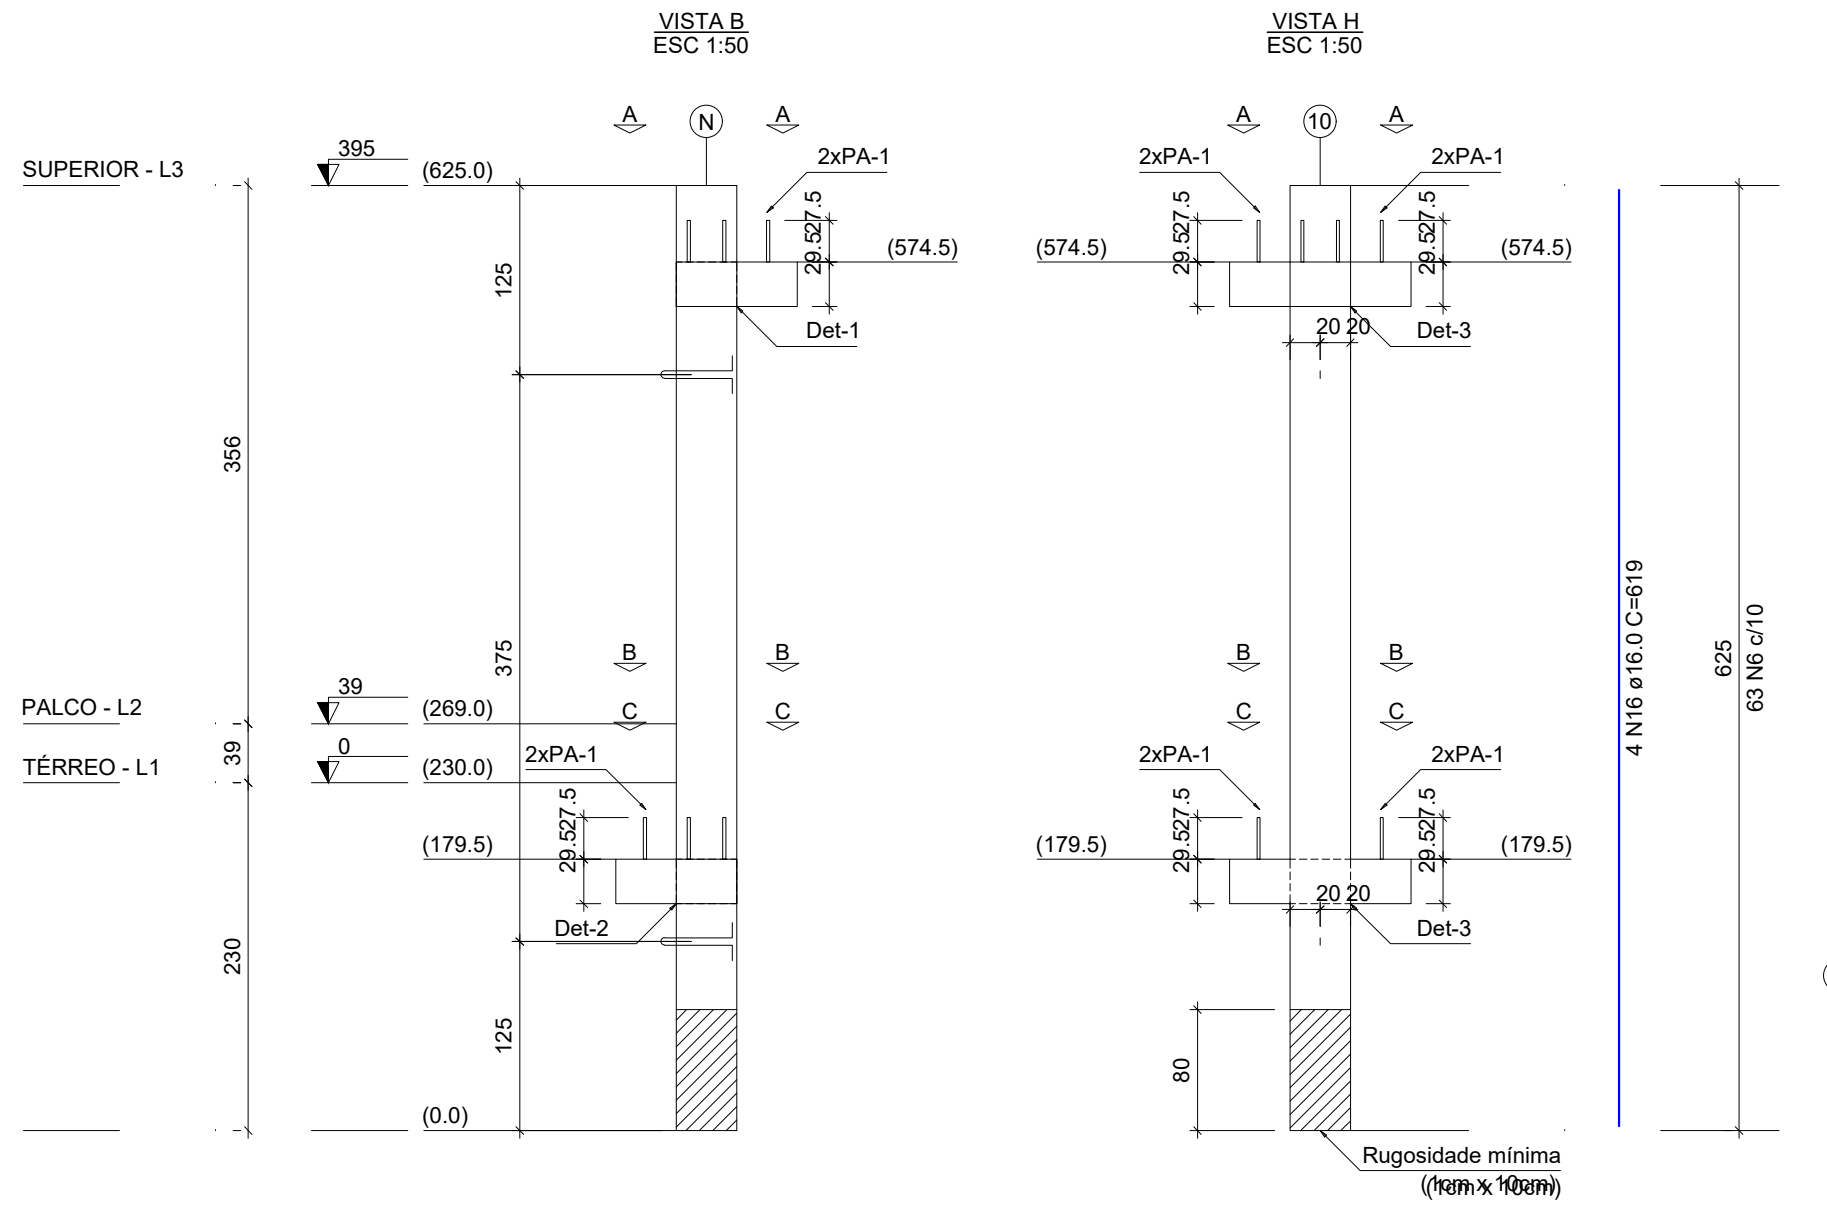 VISTA B
ESC 1:50
VISTA H
ESC 1:50
A
N
A
A
10
A
SUPERIOR - L3
395
(625.0)
2xPA-1
2xPA-1
2xPA-1
27.5
29.5
(574.5)
(574.5)
27.5
29.5
27.5
29.5
(574.5)
125
Det-1
20 20
Det-3
356
375
B
B
B
B
4 N16 ø16.0 C=619
625
63 N6 c/10
PALCO - L2
39
(269.0)
C
C
C
C
39
TÉRREO - L1
0
(230.0)
2xPA-1
2xPA-1
2xPA-1
27.5
29.5
27.5
29.5
27.5
29.5
(179.5)
(179.5)
(179.5)
20 20
Det-2
Det-3
230
125
80
(0.0)
Rugosidade mínima
(1cm x 10cm)
(1cm x 10cm)